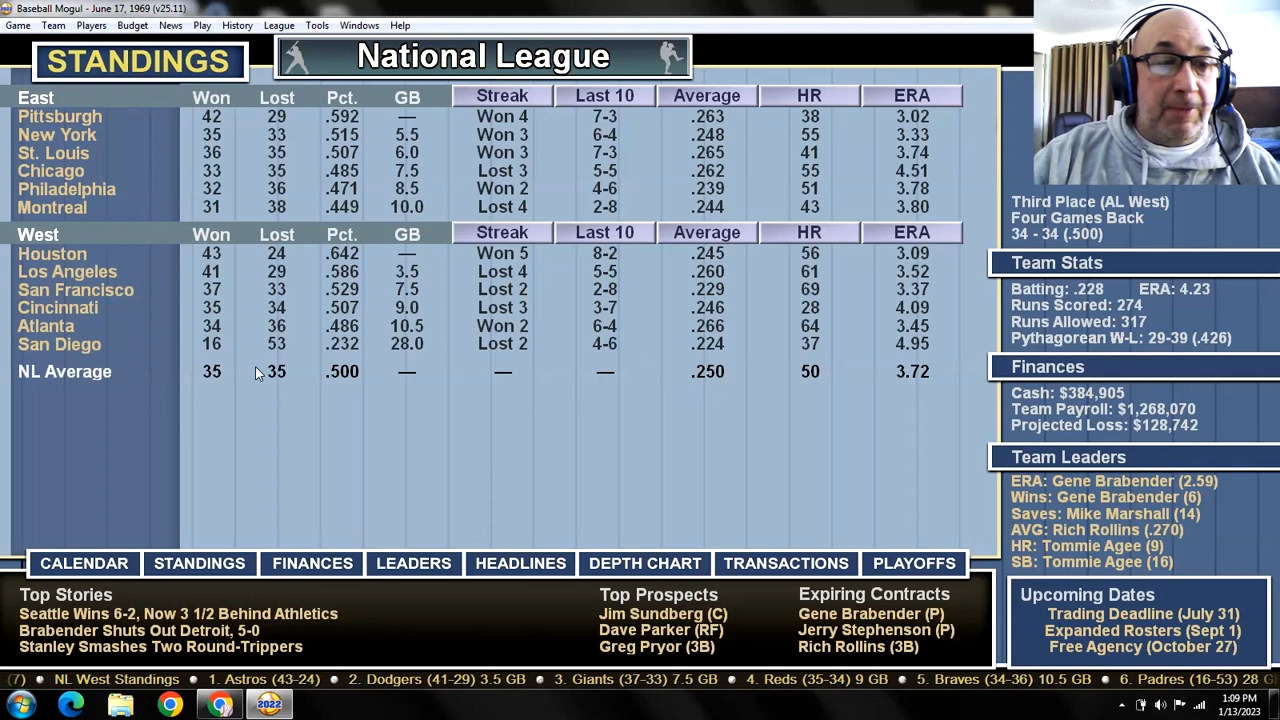 Baseball Mogul - June 17, 1969 (v25.11)
Game Team Players Budget News Play History League Tools Windows Help
STANDINGS National League
East Won Lost Pct. GB Streak Last 10 Average HR ERA
Pittsburgh 42 29 .592 — Won 4 7-3 .263 38 3.02
New York 35 33 .515 5.5 Won 3 6-4 .248 55 3.33
St. Louis 36 35 .507 6.0 Won 3 7-3 .265 41 3.74
Chicago 33 35 .485 7.5 Lost 3 5-5 .262 55 4.51
Philadelphia 32 36 .471 8.5 Won 2 4-6 .239 51 3.78
Montreal 31 38 .449 10.0 Lost 4 2-8 .244 43 3.80
West Won Lost Pct. GB Streak Last 10 Average HR ERA
Houston 43 24 .642 — Won 5 8-2 .245 56 3.09
Los Angeles 41 29 .586 3.5 Lost 4 5-5 .260 61 3.52
San Francisco 37 33 .529 7.5 Lost 2 2-8 .229 69 3.37
Cincinnati 35 34 .507 9.0 Lost 3 3-7 .246 28 4.09
Atlanta 34 36 .486 10.5 Won 2 6-4 .266 64 3.45
San Diego 16 53 .232 28.0 Lost 2 4-6 .224 37 4.95
NL Average 35 35 .500 — — — .250 50 3.72
Third Place (AL West)
Four Games Back
34 - 34 (.500)
Team Stats
Batting: .228 ERA: 4.23
Runs Scored: 274
Runs Allowed: 317
Pythagorean W-L: 29-39 (.426)
Finances
Cash: $384,905
Team Payroll: $1,268,070
Projected Loss: $128,742
Team Leaders
ERA: Gene Brabender (2.59)
Wins: Gene Brabender (6)
Saves: Mike Marshall (14)
AVG: Rich Rollins (.270)
HR: Tommie Agee (9)
SB: Tommie Agee (16)
CALENDAR STANDINGS FINANCES LEADERS HEADLINES DEPTH CHART TRANSACTIONS PLAYOFFS
Top Stories
Seattle Wins 6-2, Now 3 1/2 Behind Athletics
Brabender Shuts Out Detroit, 5-0
Stanley Smashes Two Round-Trippers
Top Prospects
Jim Sundberg (C)
Dave Parker (RF)
Greg Pryor (3B)
Expiring Contracts
Gene Brabender (P)
Jerry Stephenson (P)
Rich Rollins (3B)
Upcoming Dates
Trading Deadline (July 31)
Expanded Rosters (Sept 1)
Free Agency (October 27)
(7) • NL West Standings • 1. Astros (43-24) • 2. Dodgers (41-29) 3.5 GB • 3. Giants (37-33) 7.5 GB • 4. Reds (35-34) 9 GB • 5. Braves (34-36) 10.5 GB • 6. Padres (16-53) 28 G
2022
1:09 PM
1/13/2023